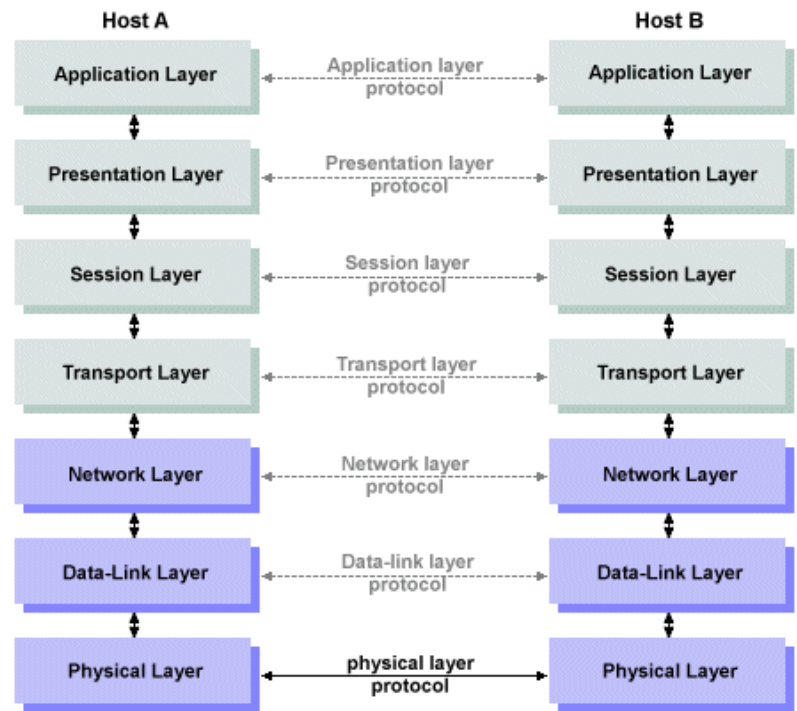 Host A
Host B
Application Layer
Application layer
protocol
Application Layer
Presentation Layer
Presentation layer
protocol
Presentation Layer
Session Layer
Session layer
protocol
Session Layer
Transport Layer
Transport layer
protocol
Transport Layer
Network Layer
Network layer
protocol
Network Layer
Data-Link Layer
Data-link layer
protocol
Data-Link Layer
Physical Layer
physical layer
protocol
Physical Layer